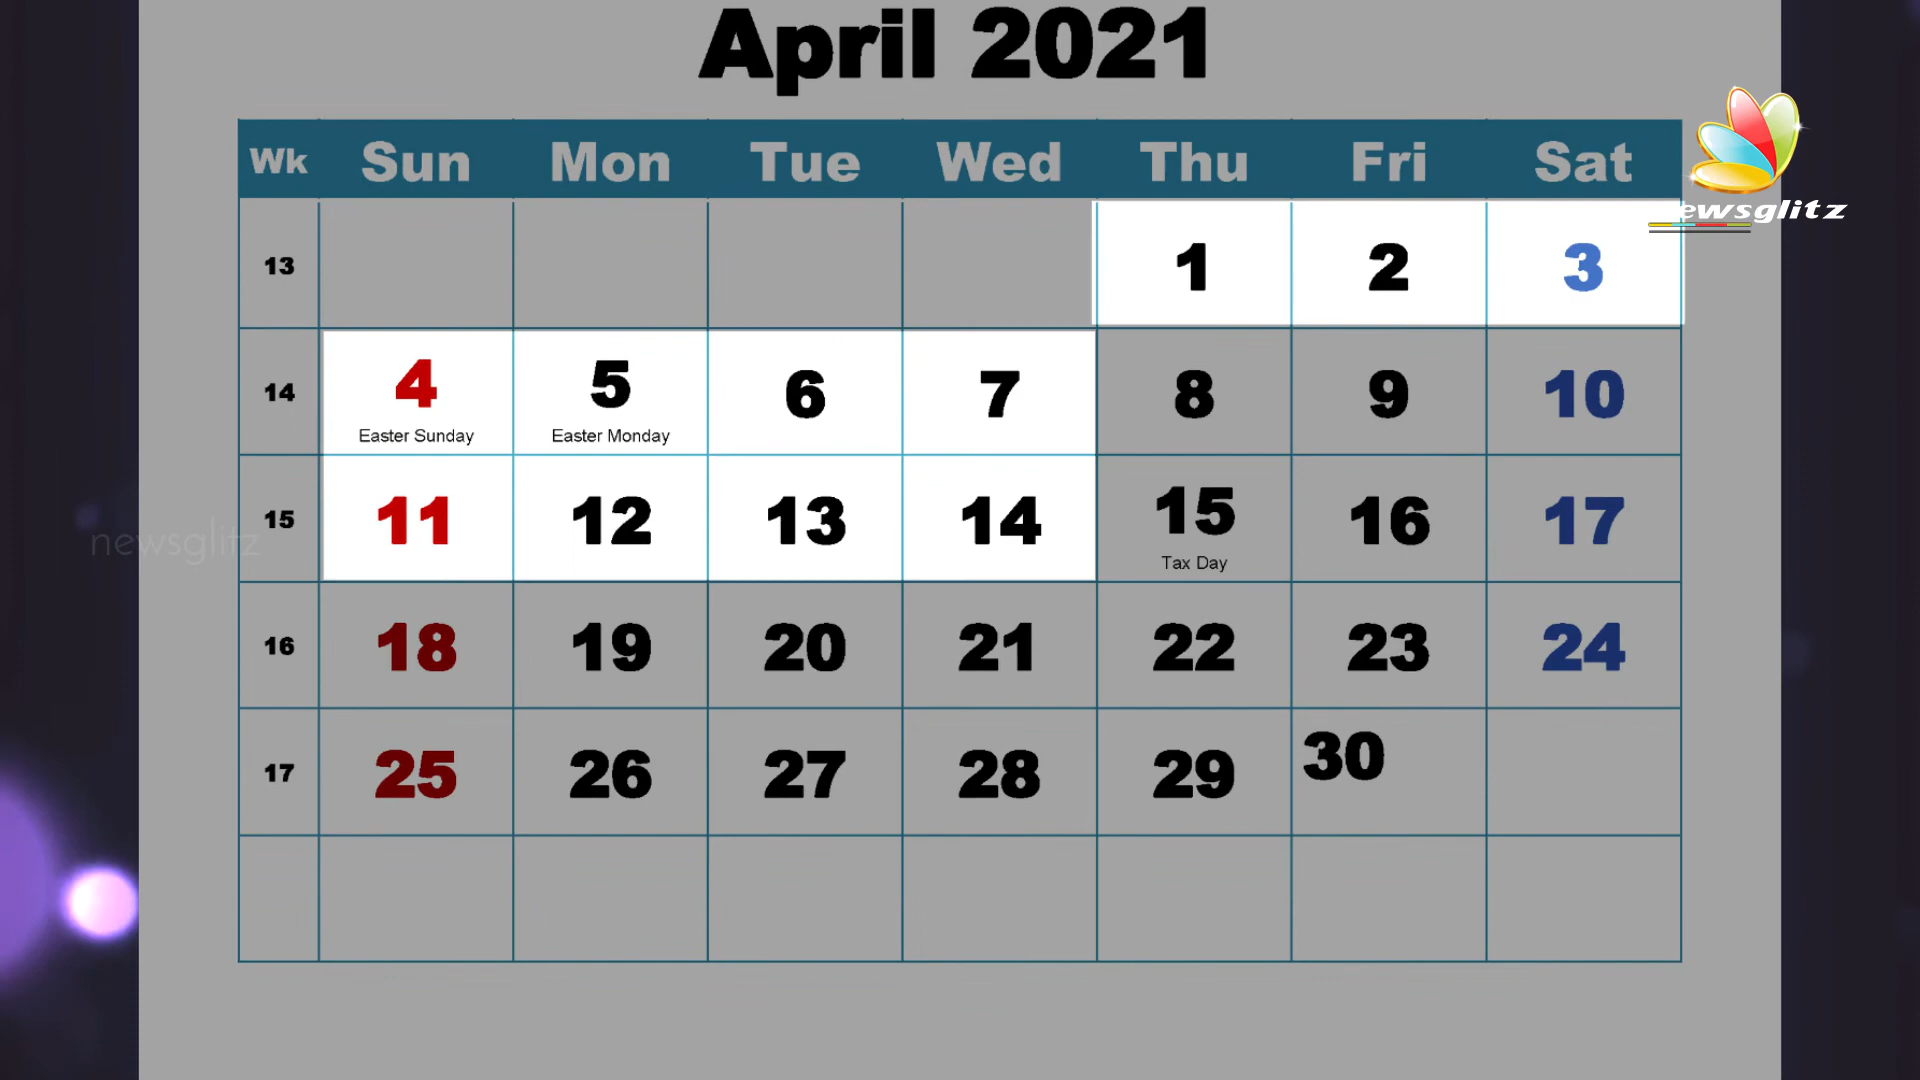 April 2021
Wk Sun Mon Tue Wed Thu Fri Sat
newsglitz
13 1 2 3
14 4 5 6 7 8 9 10
Easter Sunday Easter Monday
15 11 12 13 14 15 16 17
newsglitz
Tax Day
16 18 19 20 21 22 23 24
17 25 26 27 28 29 30